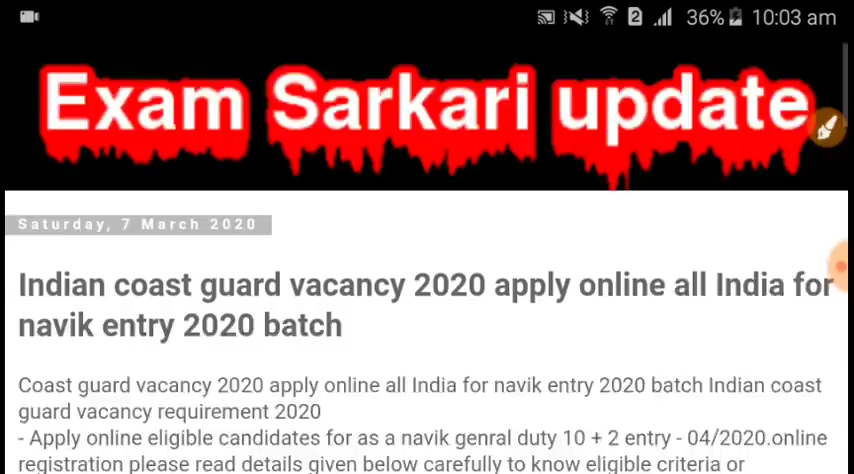 2 36% 10:03 am
Exam Sarkari update
Saturday, 7 March 2020
Indian coast guard vacancy 2020 apply online all India for
navik entry 2020 batch
Coast guard vacancy 2020 apply online all India for navik entry 2020 batch Indian coast
guard vacancy requirement 2020
- Apply online eligible candidates for as a navik genral duty 10 + 2 entry - 04/2020.online
registration please read details given below carefully to know eligible criteria or